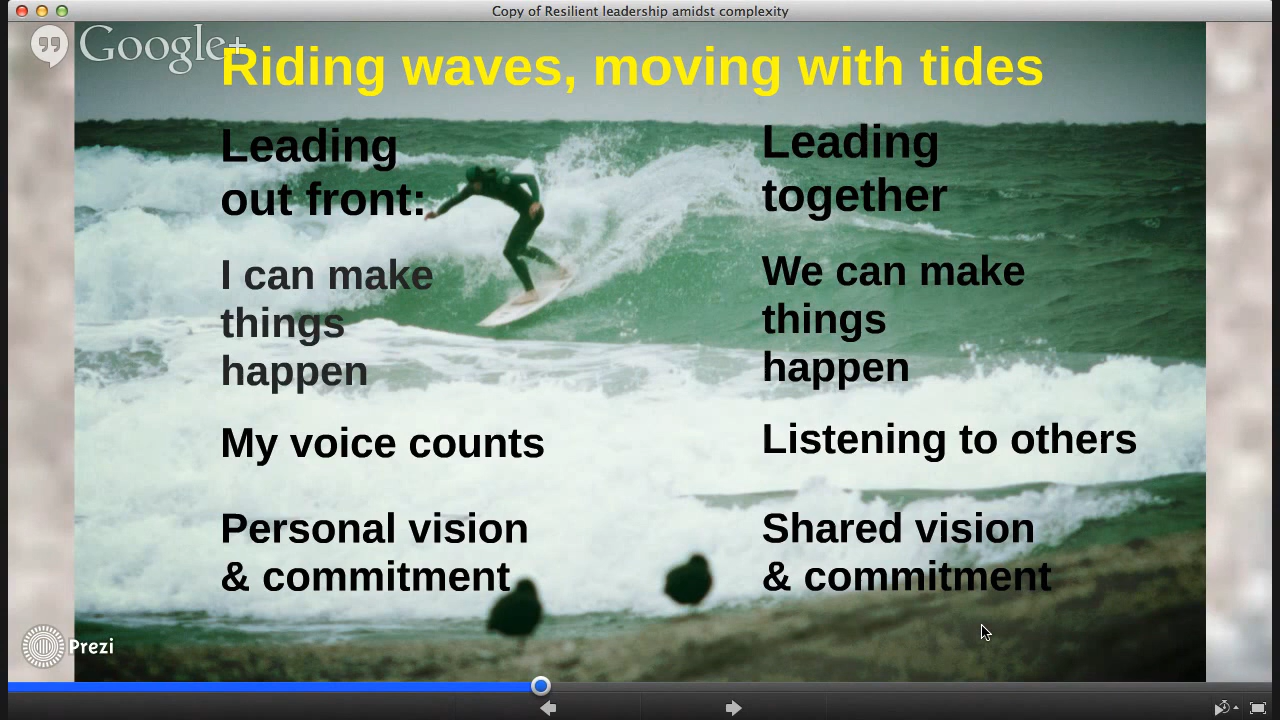 Copy of Resilient leadership amidst complexity
Google+
Riding waves, moving with tides
Leading
out front:
I can make
things
happen
My voice counts
Personal vision
& commitment
Leading
together
We can make
things
happen
Listening to others
Shared vision
& commitment
Prezi